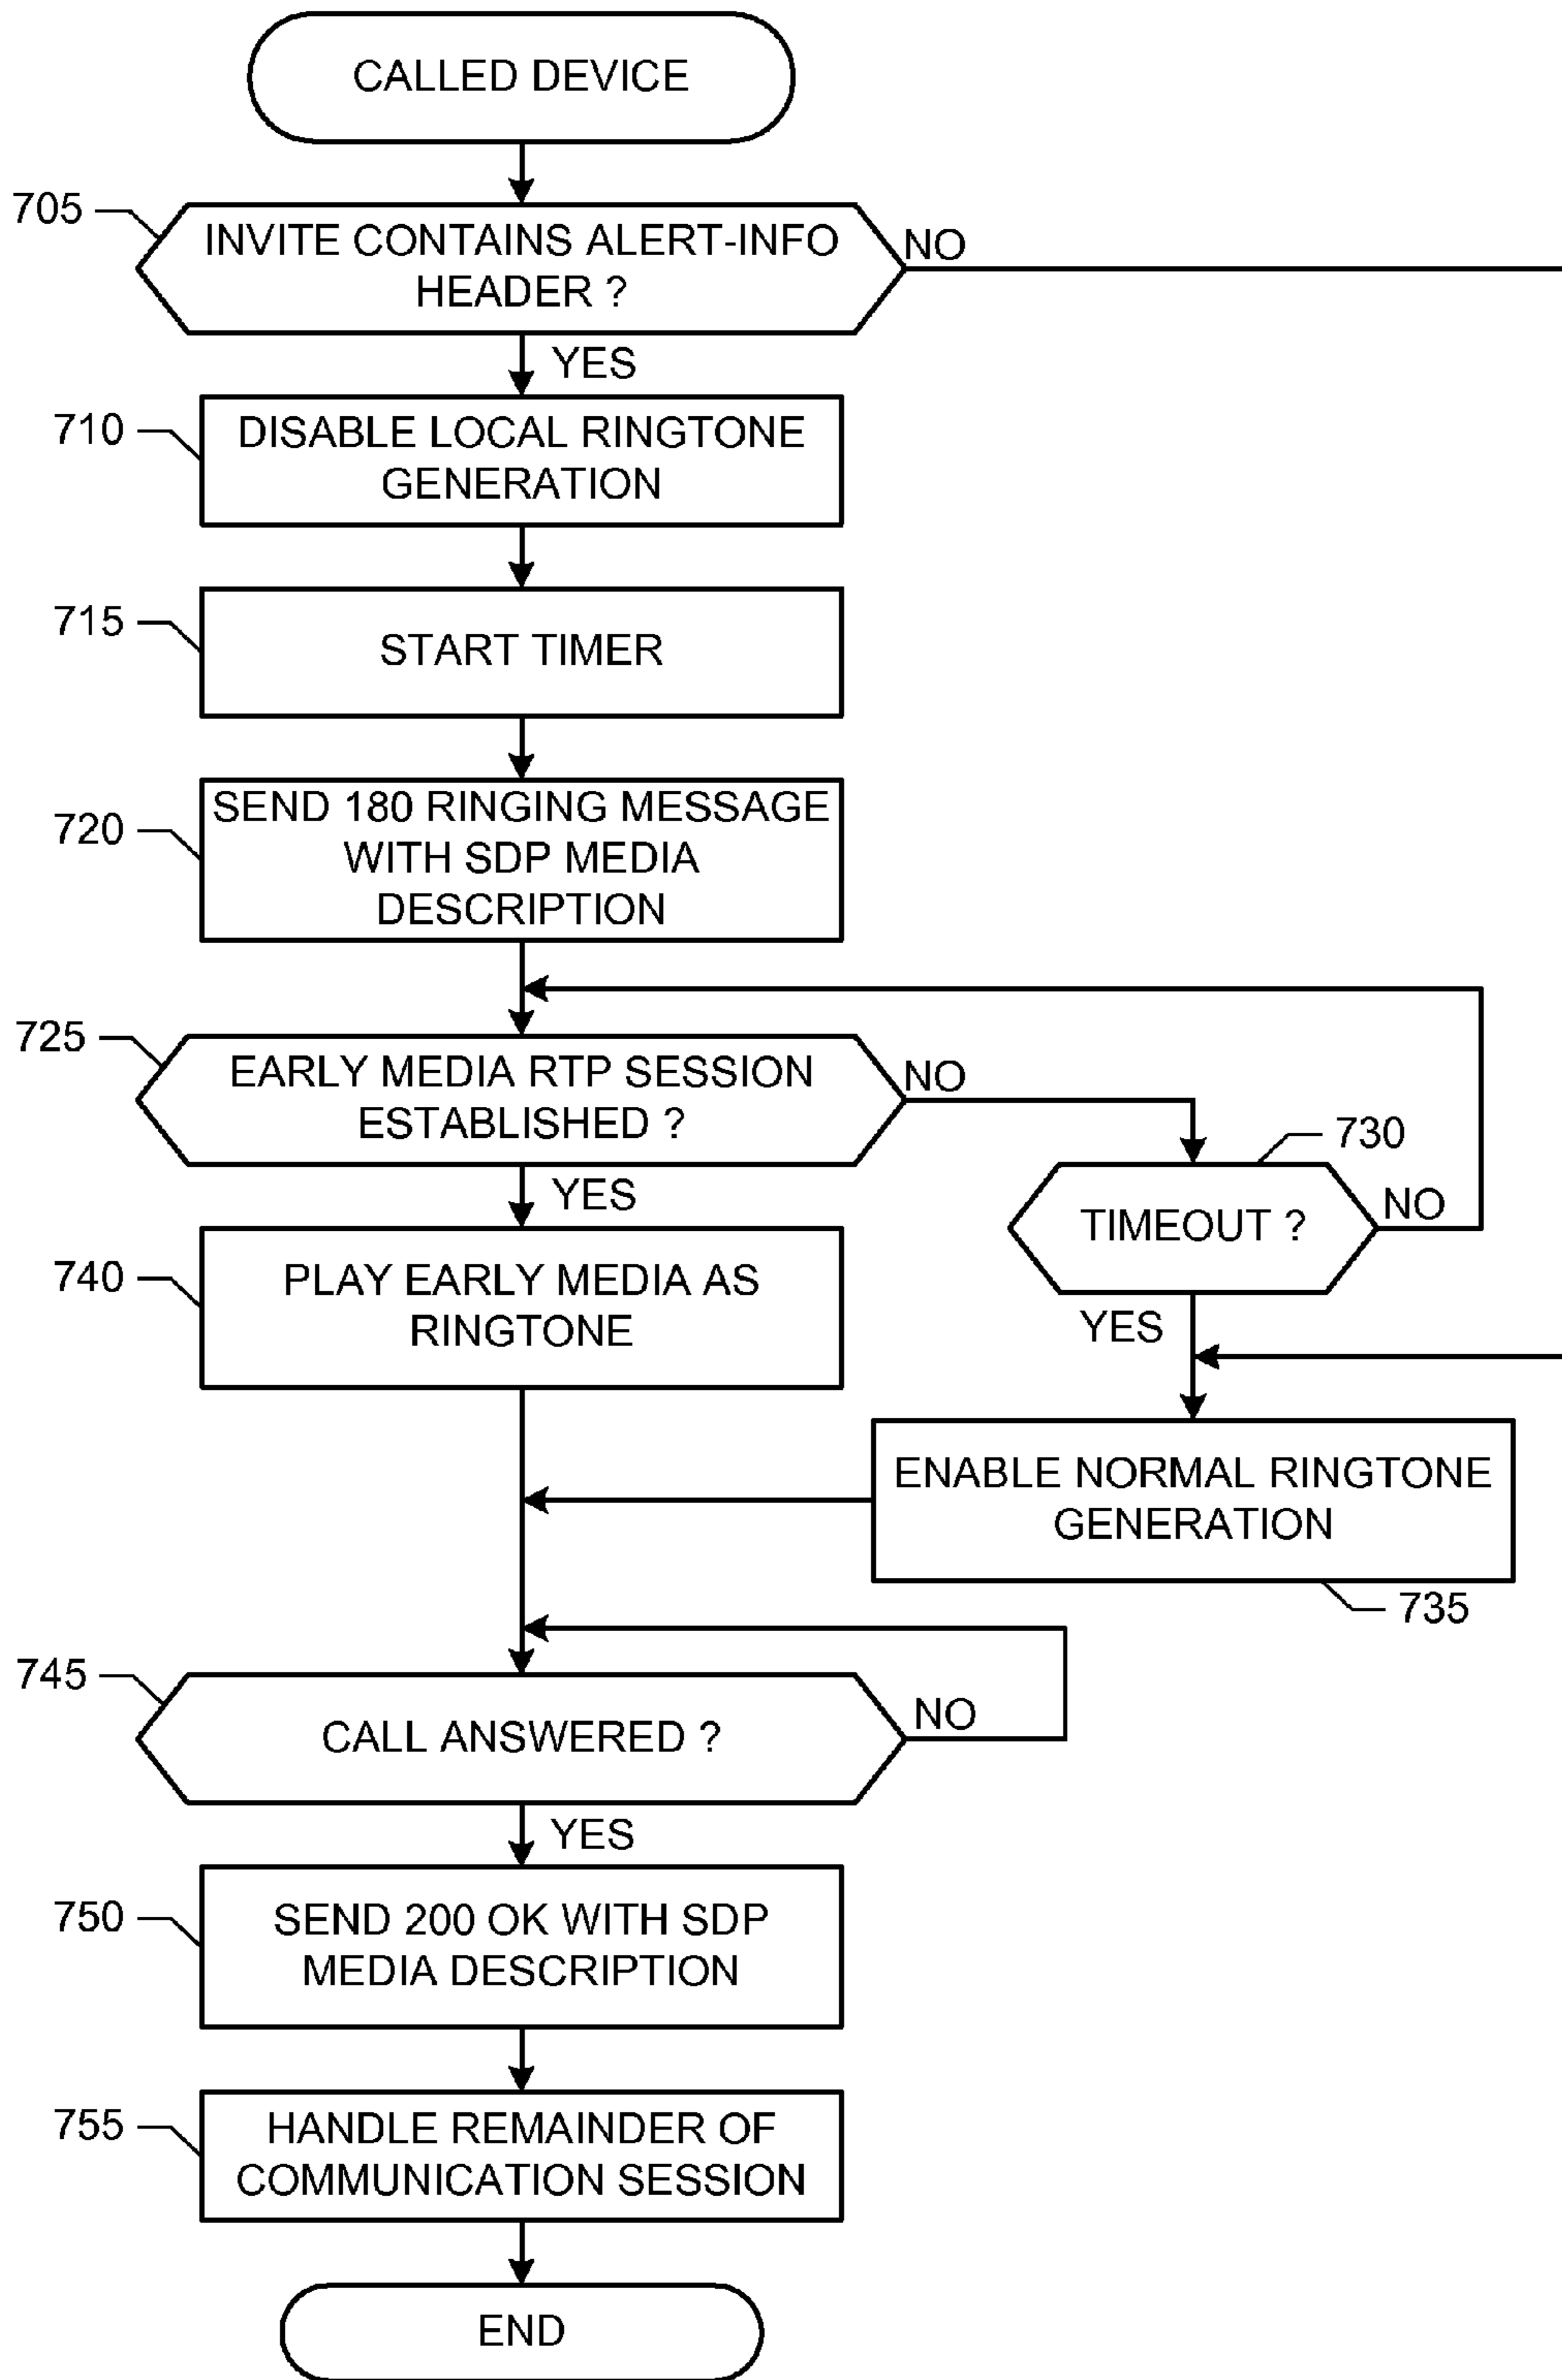 CALLED DEVICE
705
INVITE CONTAINS ALERT-INFO
HEADER ?
NO
YES
710
DISABLE LOCAL RINGTONE
GENERATION
715
START TIMER
720
SEND 180 RINGING MESSAGE
WITH SDP MEDIA
DESCRIPTION
725
EARLY MEDIA RTP SESSION
ESTABLISHED ?
NO
YES
730
TIMEOUT ?
NO
YES
740
PLAY EARLY MEDIA AS
RINGTONE
ENABLE NORMAL RINGTONE
GENERATION
735
745
CALL ANSWERED ?
NO
YES
750
SEND 200 OK WITH SDP
MEDIA DESCRIPTION
755
HANDLE REMAINDER OF
COMMUNICATION SESSION
END